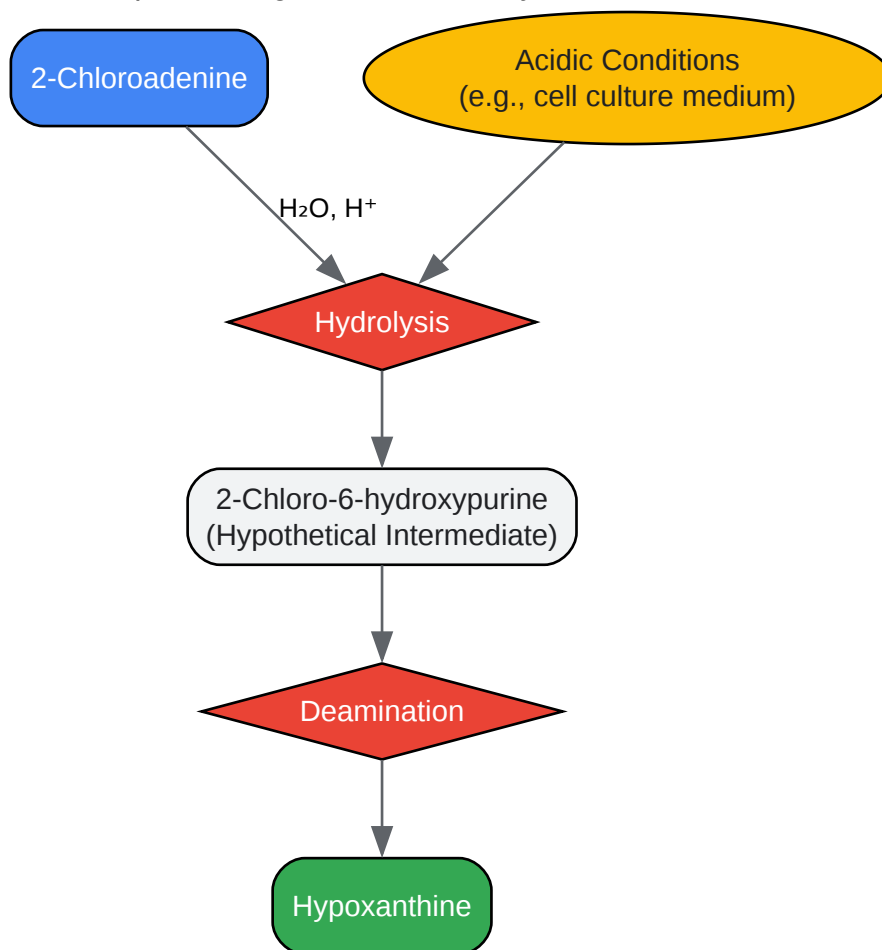 2-Chloroadenine
Acidic Conditions
(e.g., cell culture medium)
H₂O, H⁺
Hydrolysis
2-Chloro-6-hydroxypurine
(Hypothetical Intermediate)
Deamination
Hypoxanthine